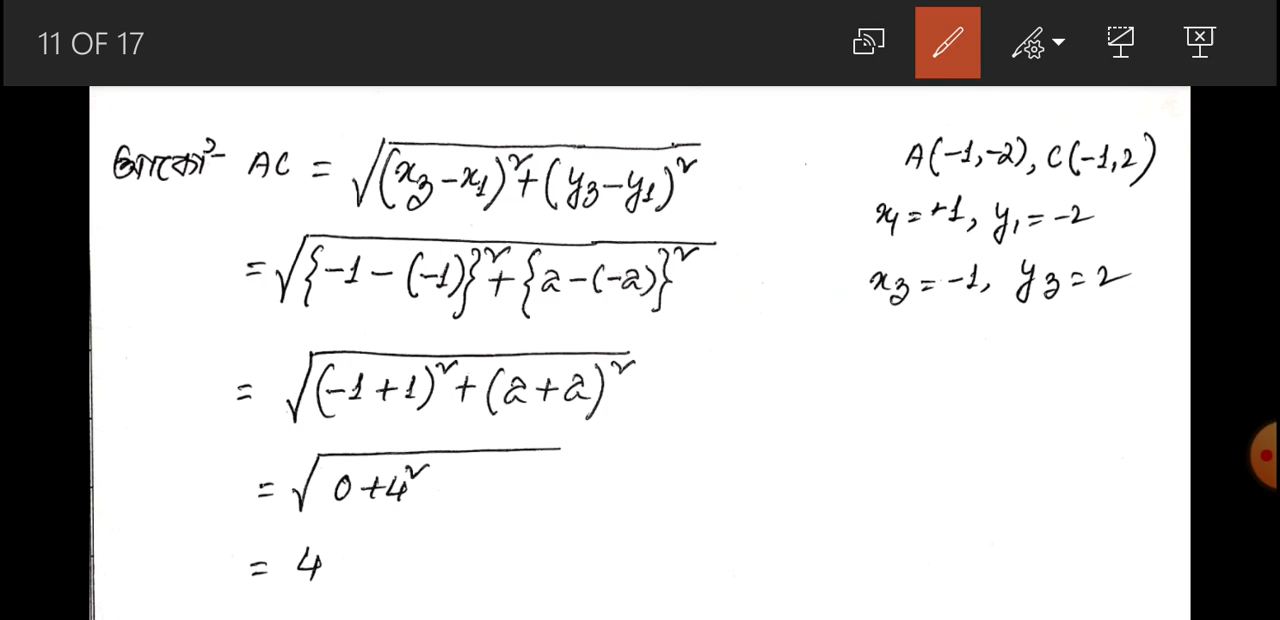 11 OF 17
AC = √(x₃-x₁)²+(y₃-y₁)²
A(-1,-2), C(-1,2)
x₁=+1, y₁=-2
= √{-1-(-1)}²+{2-(-2)}²
x₃=-1, y₃=2
= √(-1+1)²+(2+2)²
= √0+4²
= 4